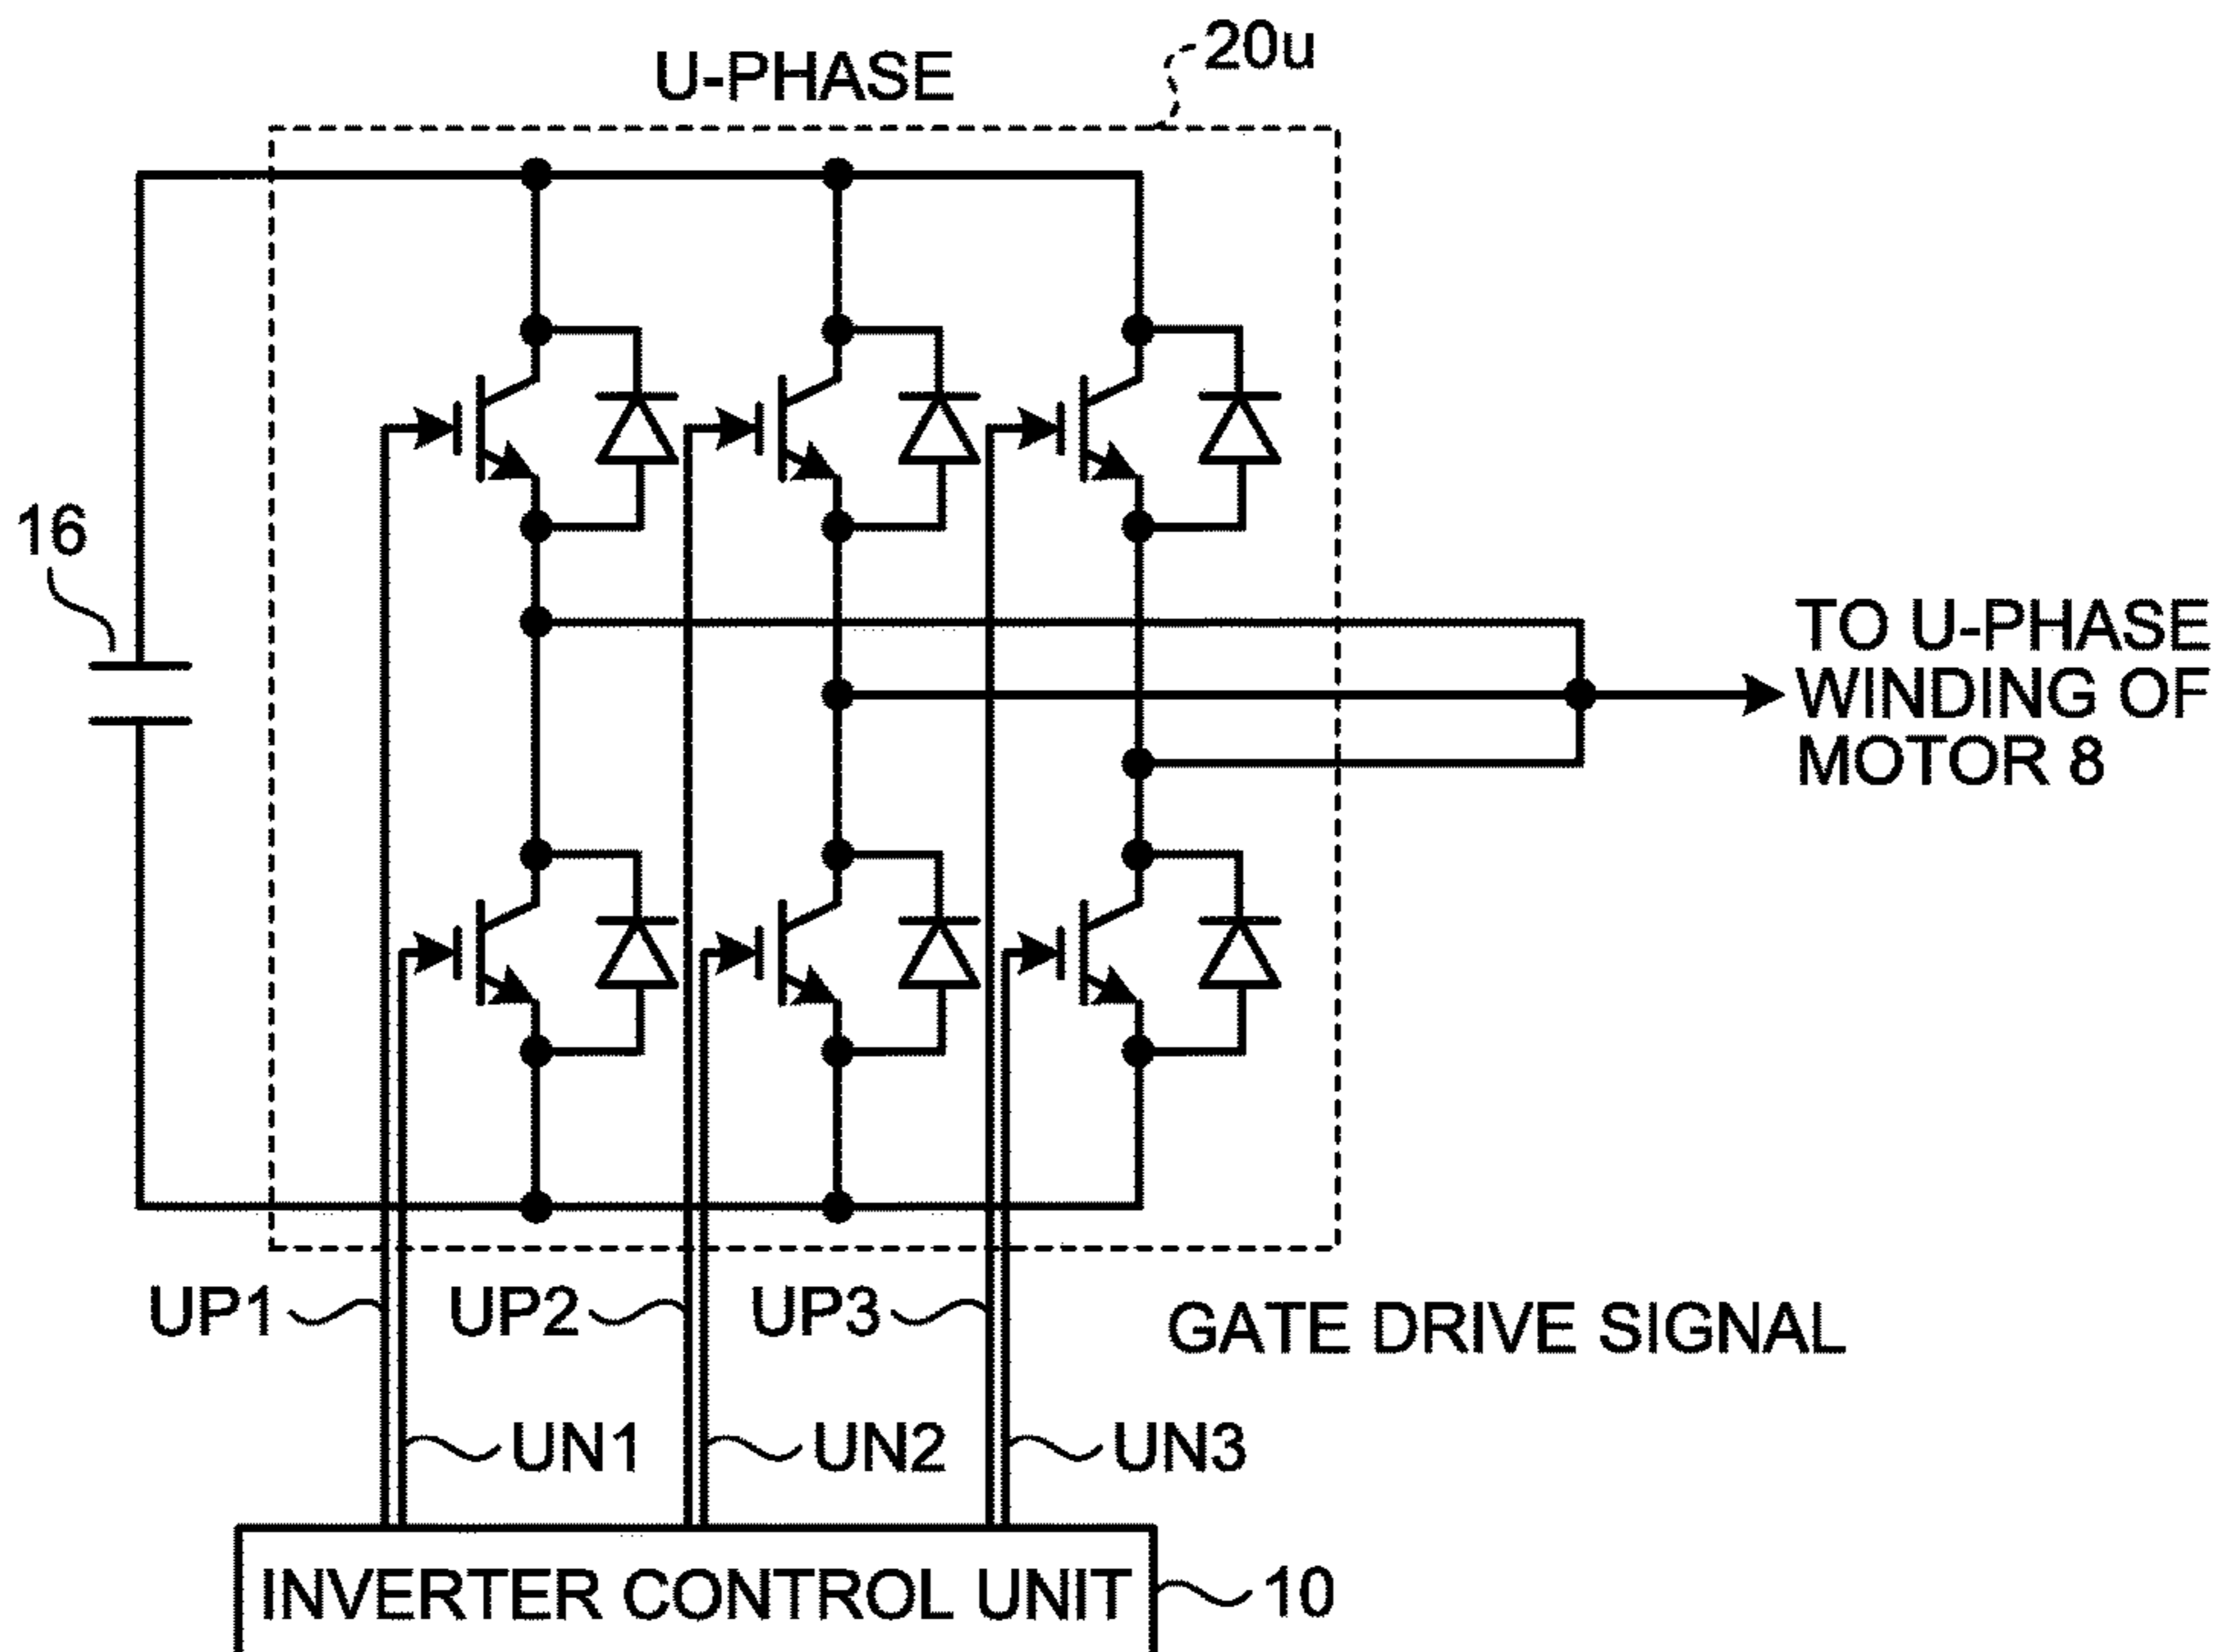 20u
U-PHASE
16
TO U-PHASE
WINDING OF
MOTOR 8
UP1
UP2
UP3
GATE DRIVE SIGNAL
UN1
UN2
UN3
INVERTER CONTROL UNIT
10